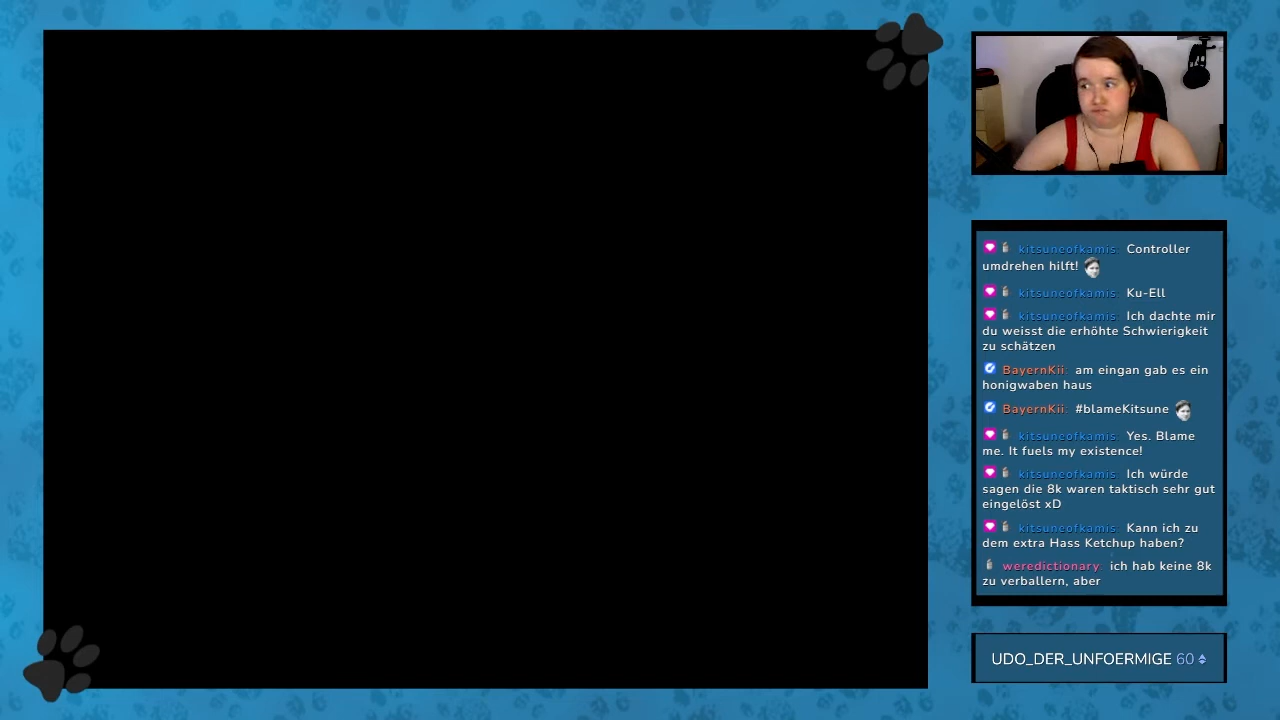 kitsuneofkamis: Controller
umdrehen hilft!
kitsuneofkamis: Ku-Ell
kitsuneofkamis: Ich dachte mir
du weisst die erhöhte Schwierigkeit
zu schätzen
BayernKii: am eingan gab es ein
honigwaben haus
BayernKii: #blameKitsune
kitsuneofkamis: Yes. Blame
me. It fuels my existence!
kitsuneofkamis: Ich würde
sagen die 8k waren taktisch sehr gut
eingelöst xD
kitsuneofkamis: Kann ich zu
dem extra Hass Ketchup haben?
weredictionary: ich hab keine 8k
zu verballern, aber
UDO_DER_UNFOERMIGE 60